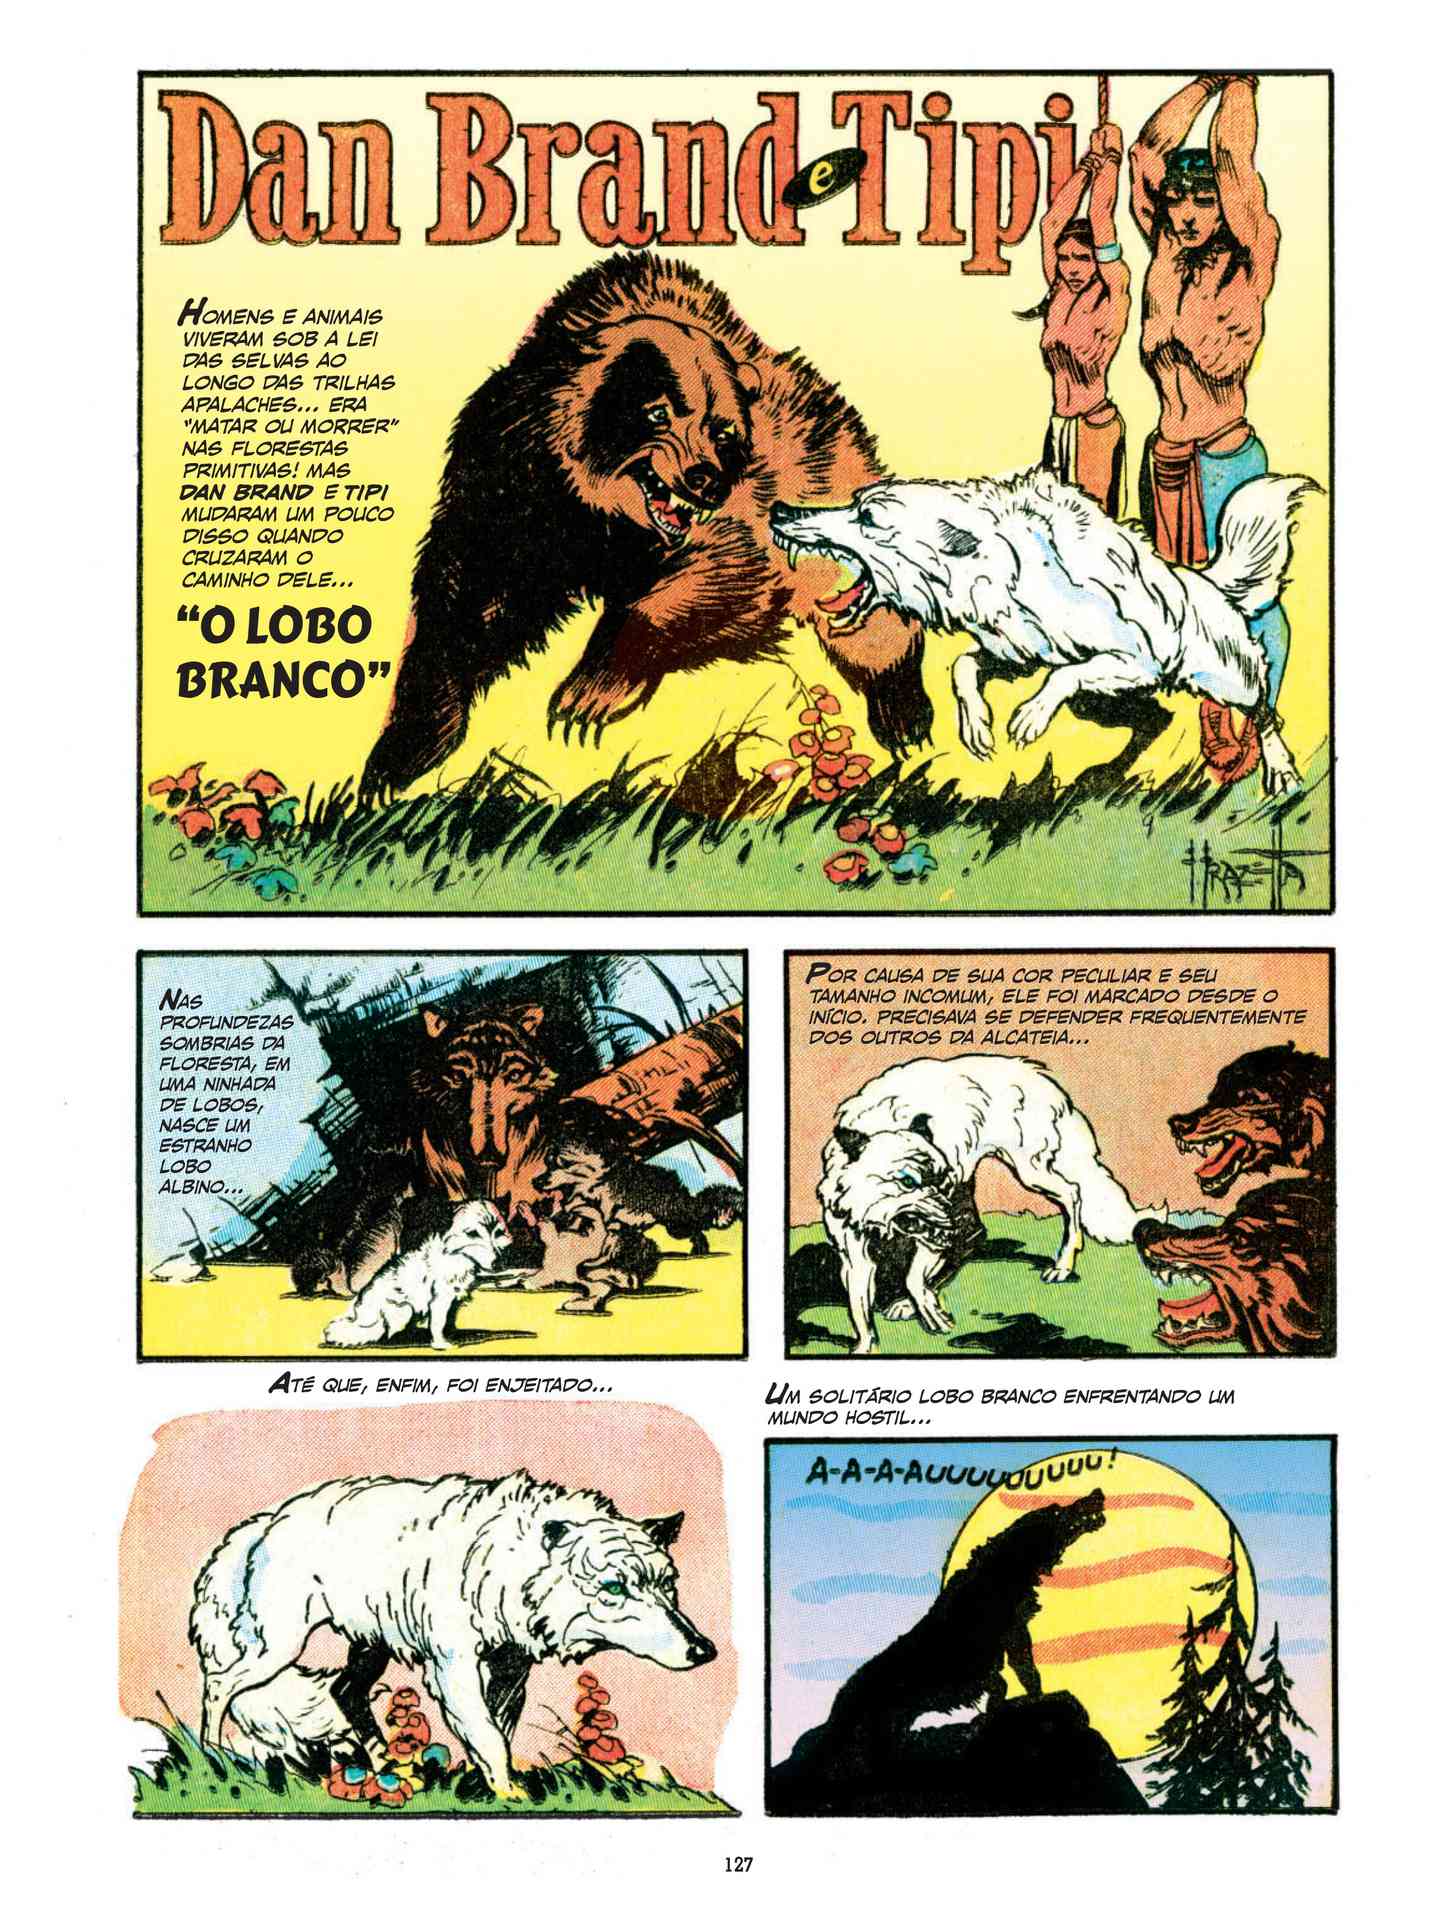 Dan Brand e Tipi
HOMENS E ANIMAIS
VIVERAM SOB A LEI
DAS SELVAS AO
LONGO DAS TRILHAS
APALACHES... ERA
“MATAR OU MORRER”
NAS FLORESTAS
PRIMITIVAS! MAS
DAN BRAND E TIPI
MUDARAM UM POUCO
DISSO QUANDO
CRUZARAM O
CAMINHO DELE...
“O LOBO
BRANCO”
FRAZETTA
NAS
PROFUNDEZAS
SOMBRIAS DA
FLORESTA, EM
UMA NINHADA
DE LOBOS,
NASCE UM
ESTRANHO
LOBO
ALBINO...
POR CAUSA DE SUA COR PECULIAR E SEU
TAMANHO INCOMUM, ELE FOI MARCADO DESDE O
INÍCIO. PRECISAVA SE DEFENDER FREQUENTEMENTE
DOS OUTROS DA ALCATEIA...
ATÉ QUE, ENFIM, FOI ENJEITADO...
UM SOLITÁRIO LOBO BRANCO ENFRENTANDO UM
MUNDO HOSTIL...
A-A-A-AUUUUUUUUU!
127